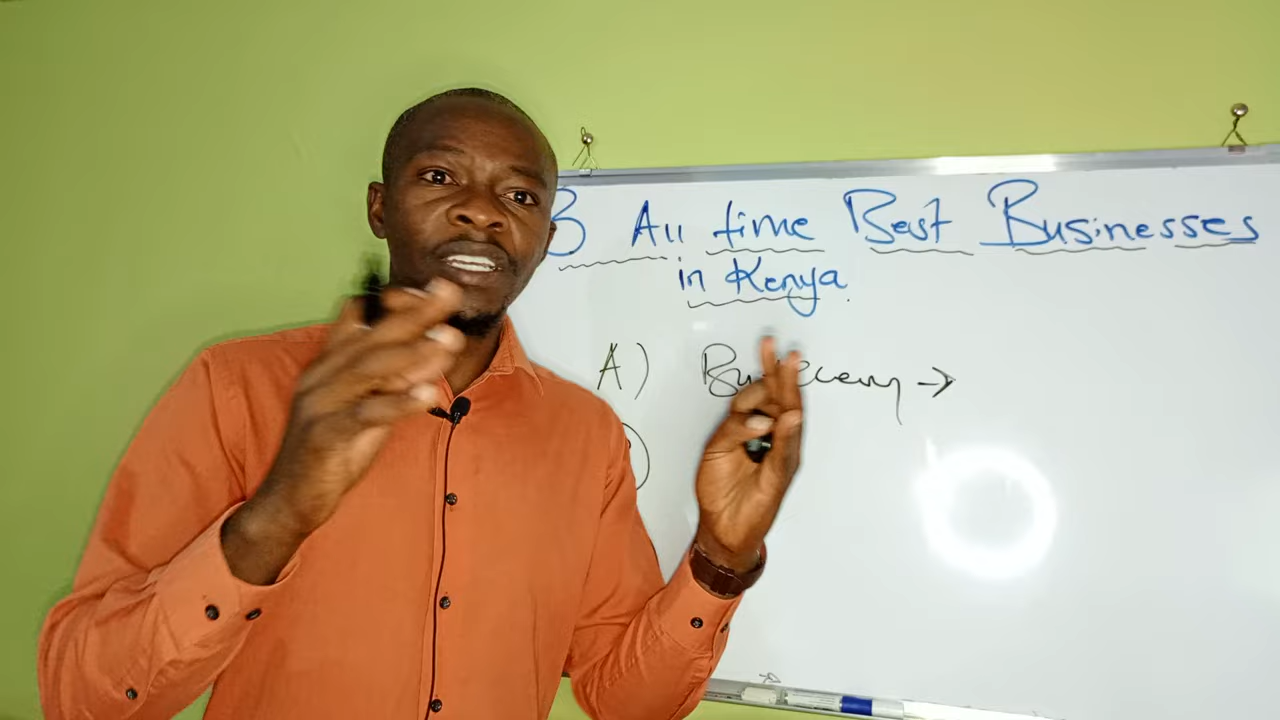 3 All time Best Businesses
in Kenya.
A) →